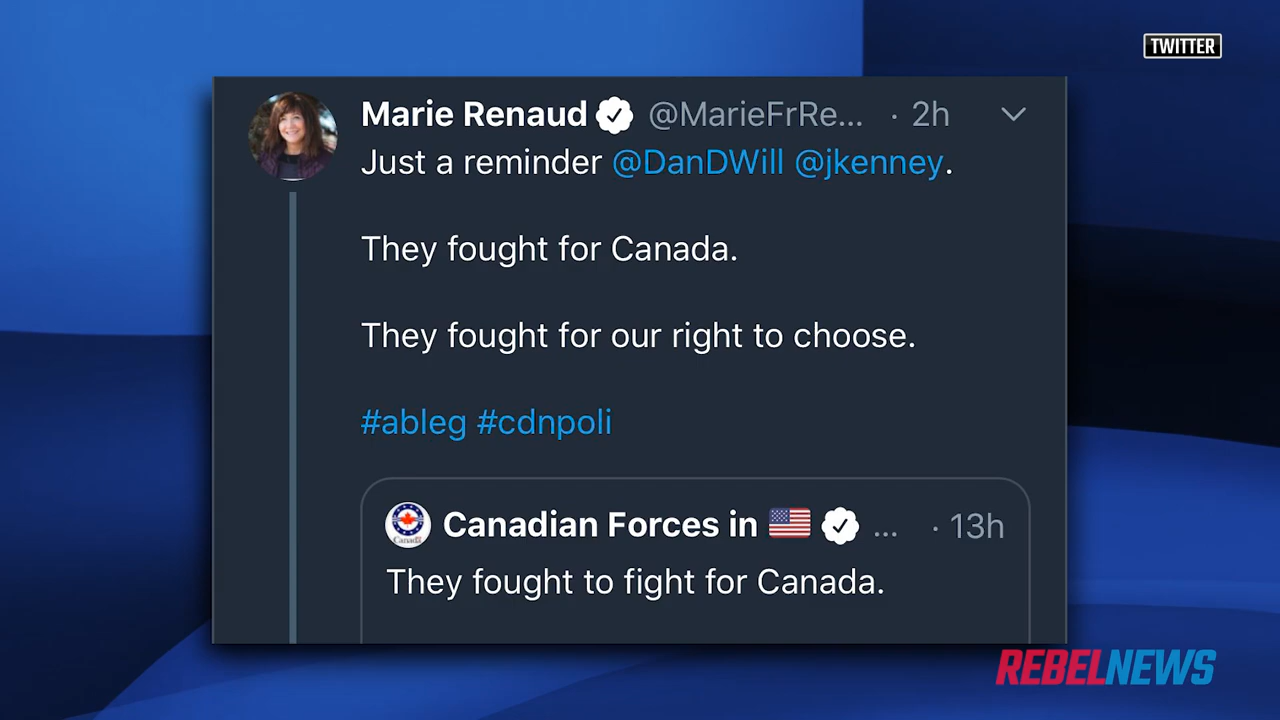 TWITTER
Marie Renaud @MarieFrRe... · 2h
Just a reminder @DanDWill @jkenney.
They fought for Canada.
They fought for our right to choose.
#ableg #cdnpoli
Canadian Forces in 🇺🇸 ... · 13h
Canada
They fought to fight for Canada.
REBELNEWS